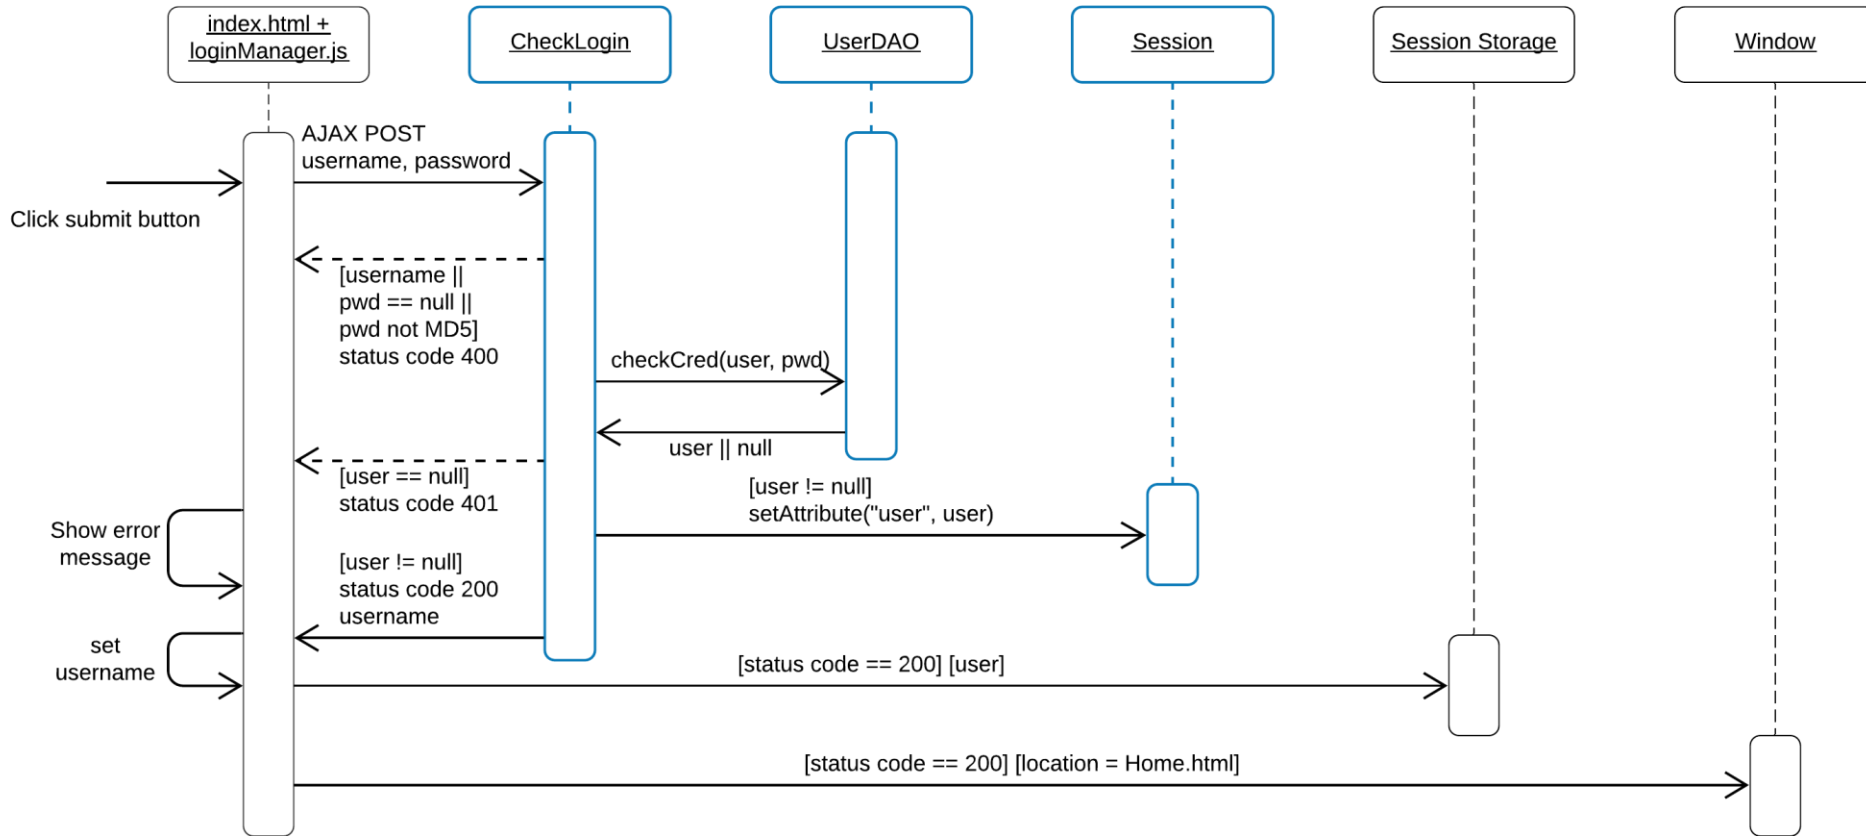 index.html +
loginManager.js
CheckLogin
UserDAO
Session
Session Storage
Window
AJAX POST
username, password
Click submit button
[username ||
pwd == null ||
pwd not MD5]
status code 400
checkCred(user, pwd)
user || null
[user == null]
status code 401
[user != null]
setAttribute("user", user)
Show error
message
[user != null]
status code 200
username
set
username
[status code == 200] [user]
[status code == 200] [location = Home.html]